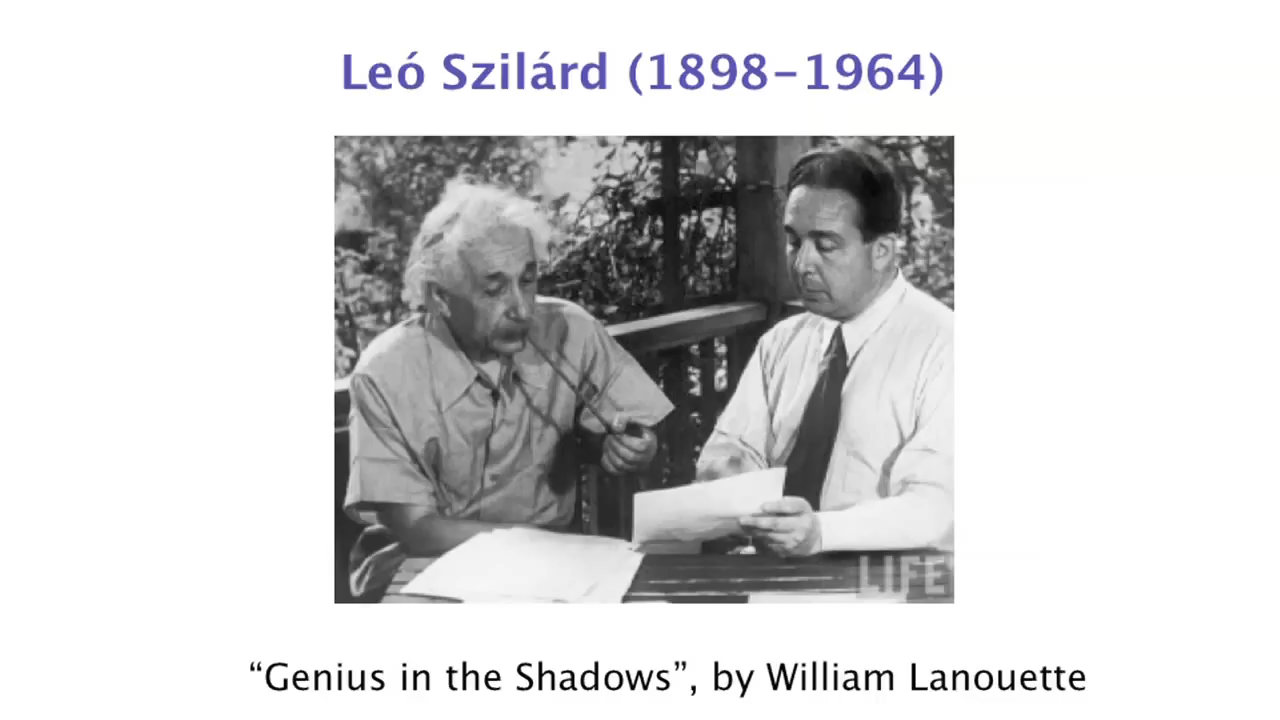 Leó Szilárd (1898–1964)
LIFE
“Genius in the Shadows”, by William Lanouette